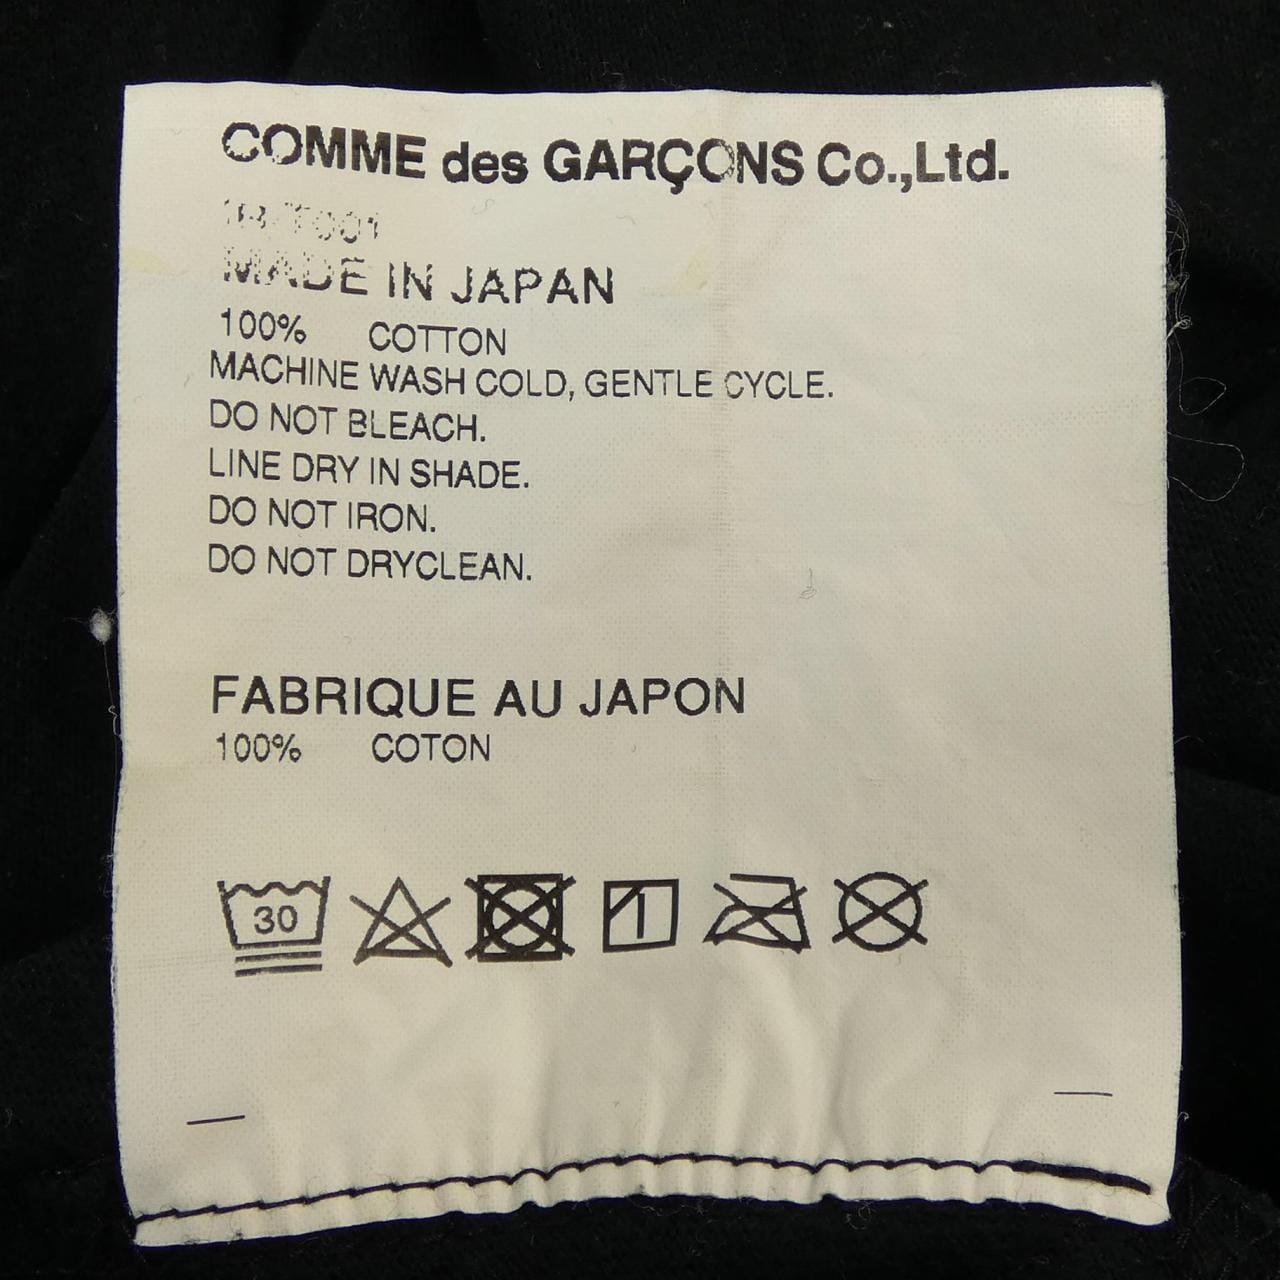 COMME des GARÇONS Co.,Ltd.
MADE IN JAPAN
100% COTTON
MACHINE WASH COLD, GENTLE CYCLE.
DO NOT BLEACH.
LINE DRY IN SHADE.
DO NOT IRON.
DO NOT DRYCLEAN.
FABRIQUE AU JAPON
100% COTON
30